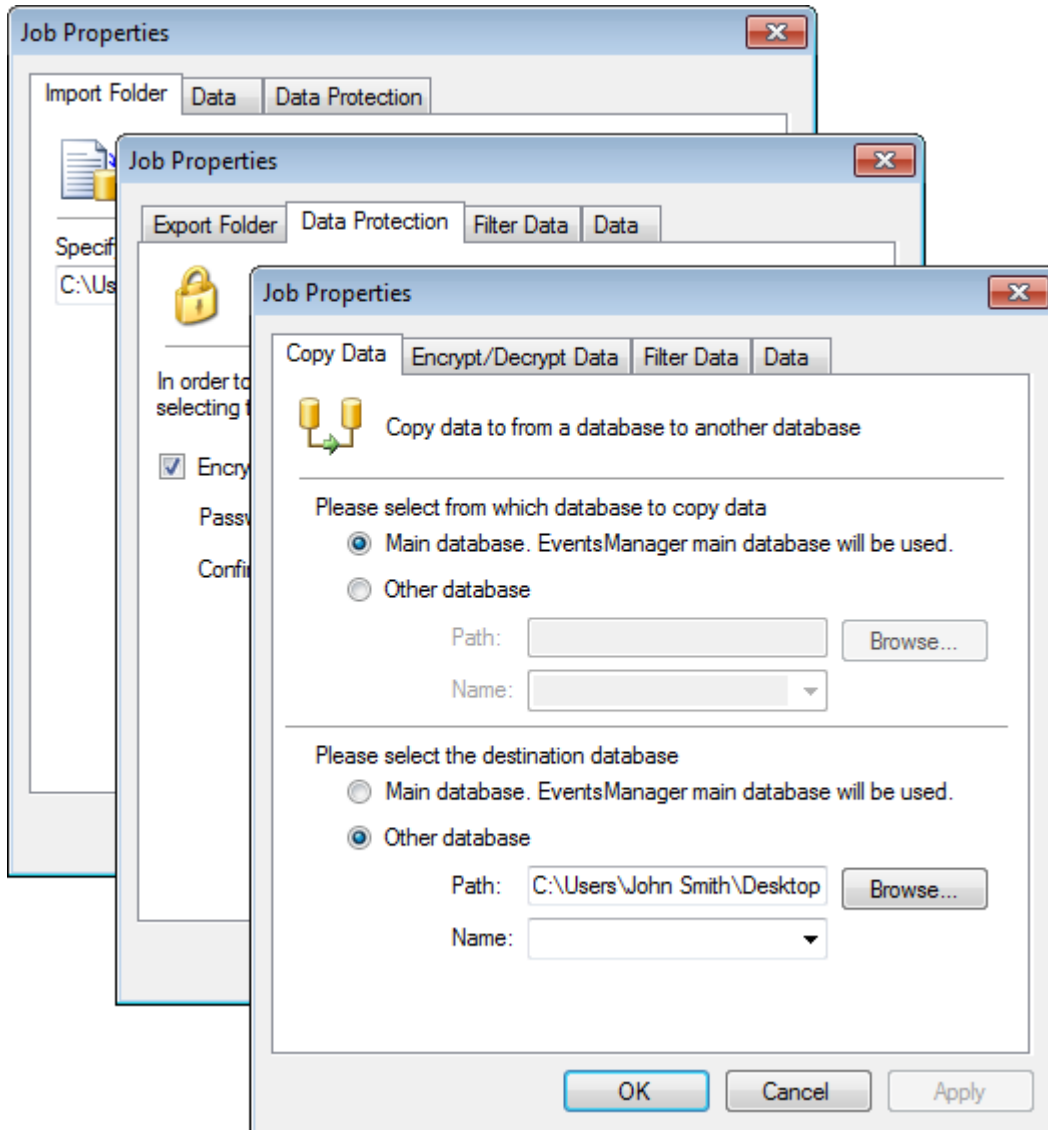 Job Properties
Import Folder Data Data Protection
Job Properties
Export Folder Data Protection Filter Data Data
Specif
C:\Us
Job Properties
Copy Data Encrypt/Decrypt Data Filter Data Data
In order to
selecting
Copy data to from a database to another database
Encry
Please select from which database to copy data
Passw
Main database. EventsManager main database will be used.
Confi
Other database
Path: Browse...
Name:
Please select the destination database
Main database. EventsManager main database will be used.
Other database
Path: C:\Users\John Smith\Desktop Browse...
Name:
OK Cancel Apply